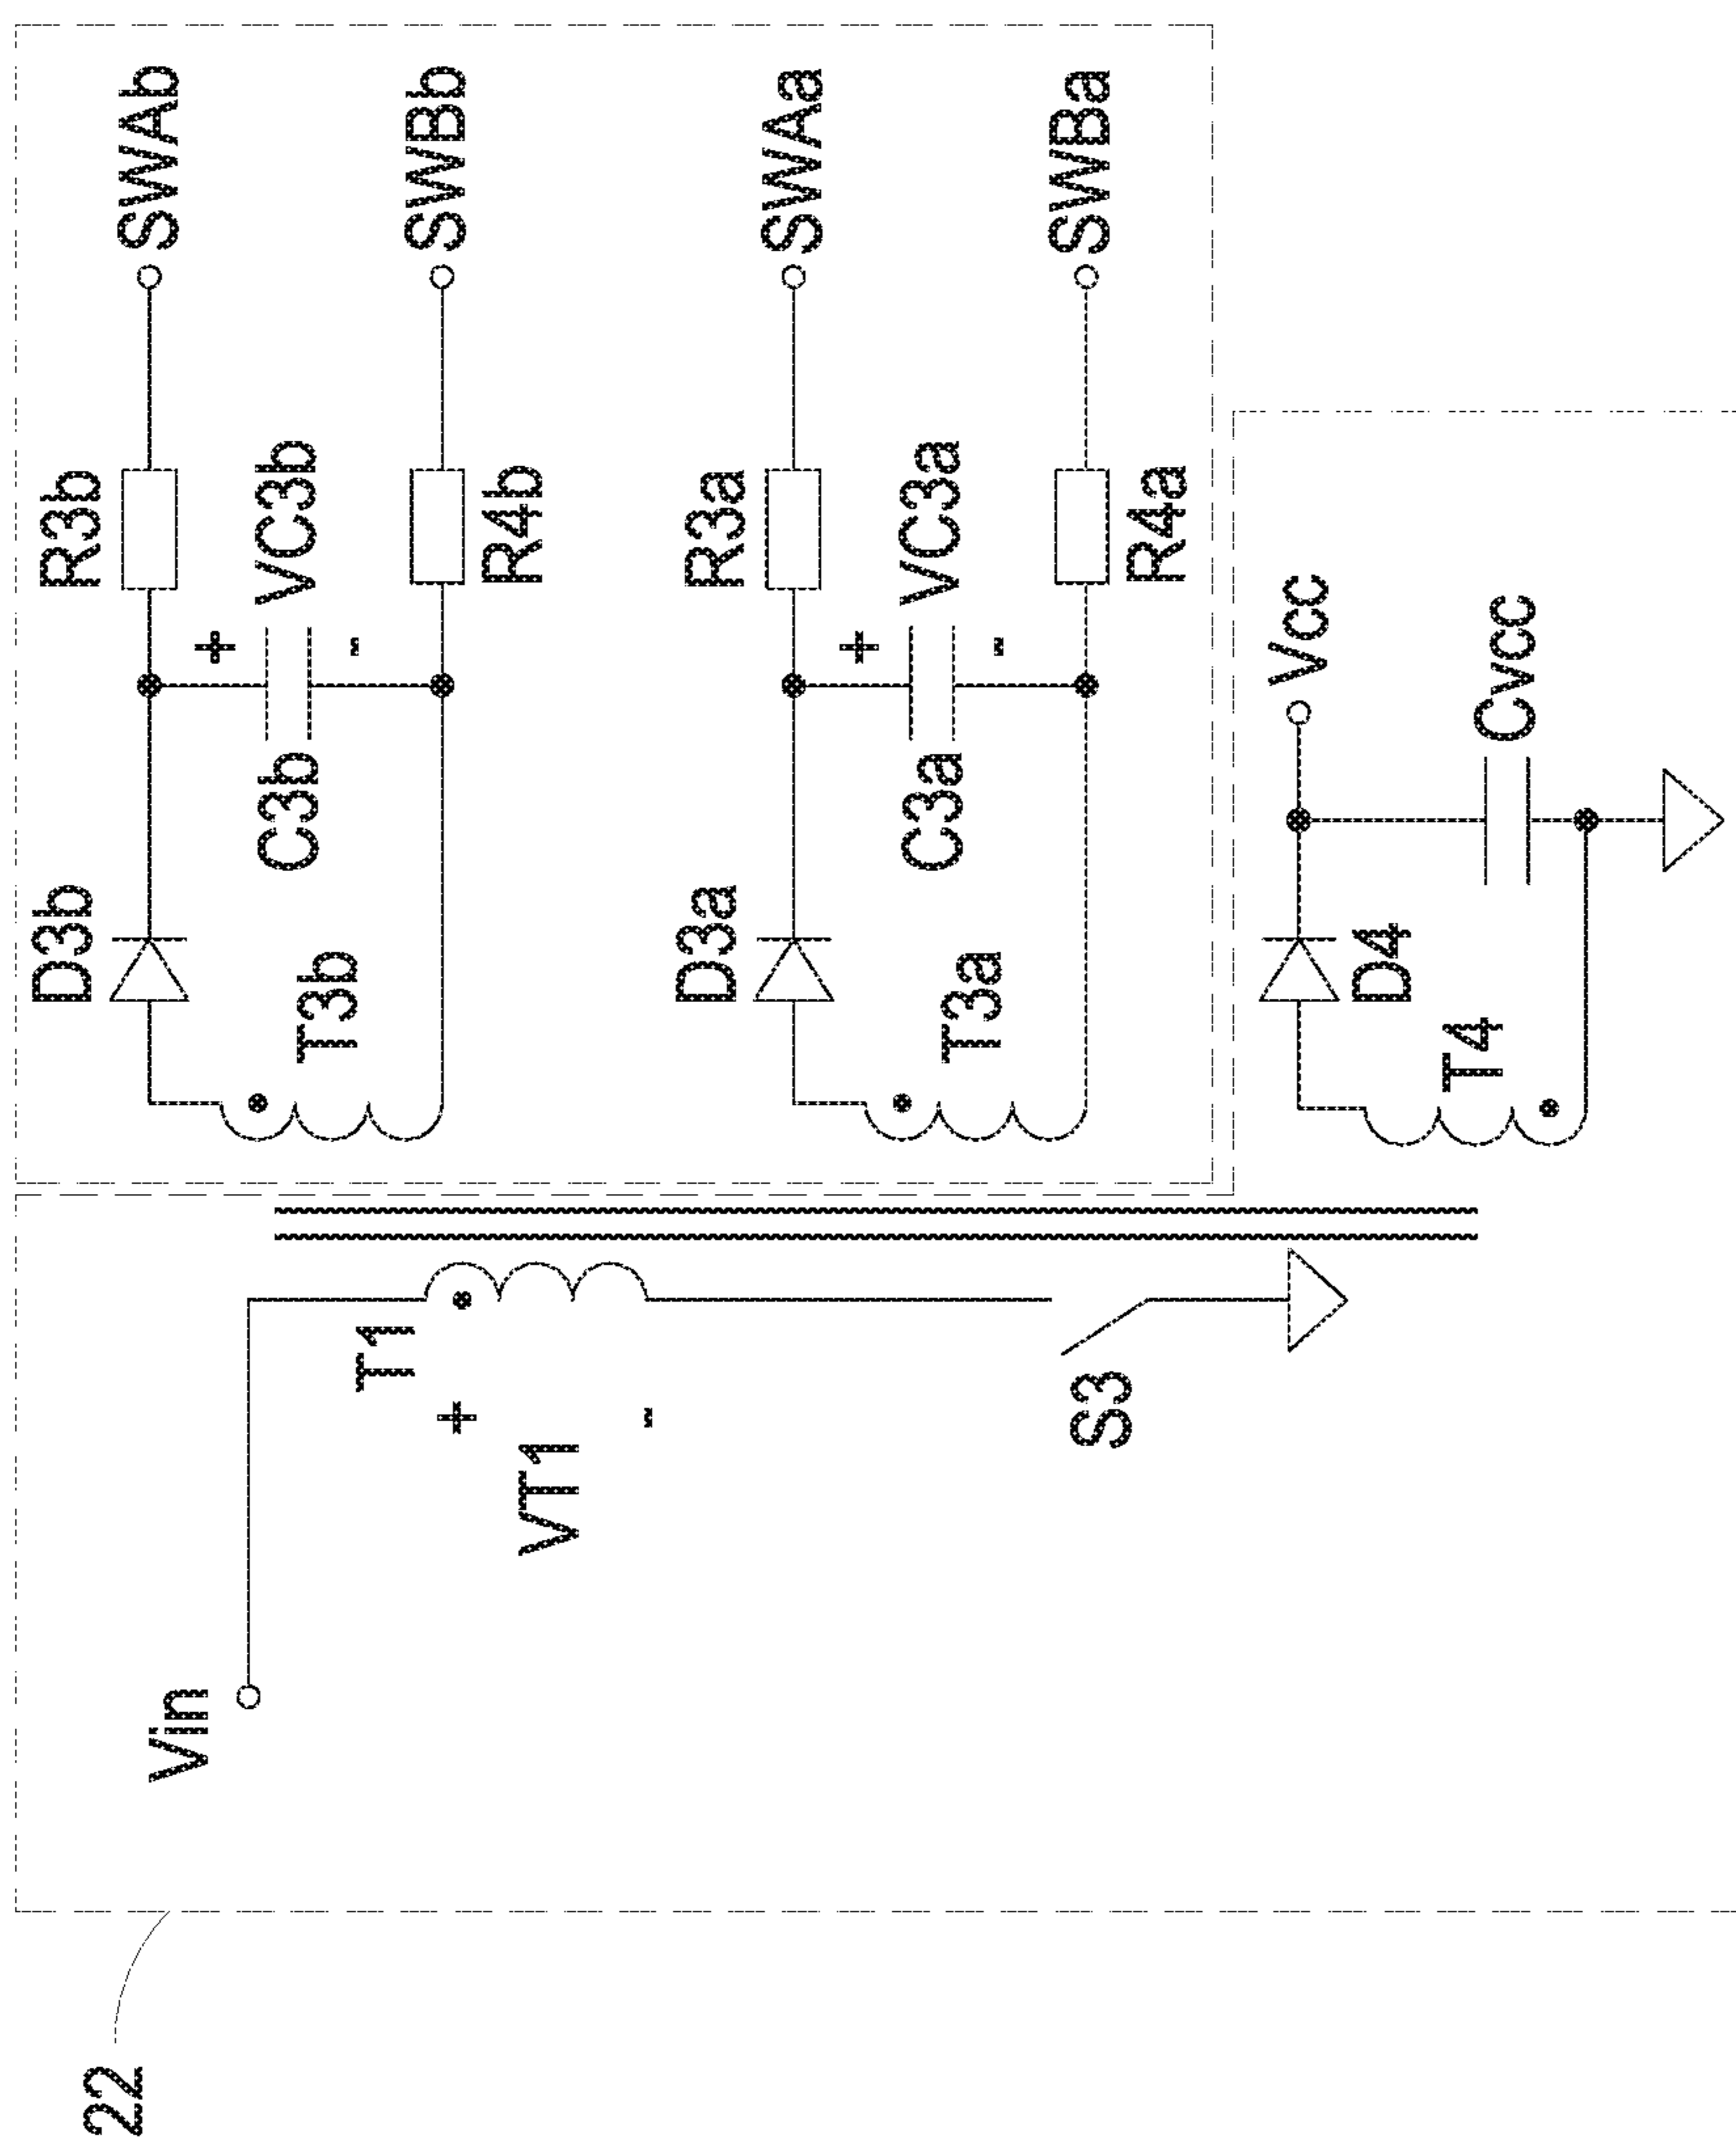 22
Vin
T1
+
VT1
-
S3
D3b
T3b
C3b
+
-
VC3b
R3b
R4b
SWAb
SWBb
D3a
T3a
C3a
+
-
VC3a
R3a
R4a
SWAa
SWBa
T4
D4
Vcc
Cvcc